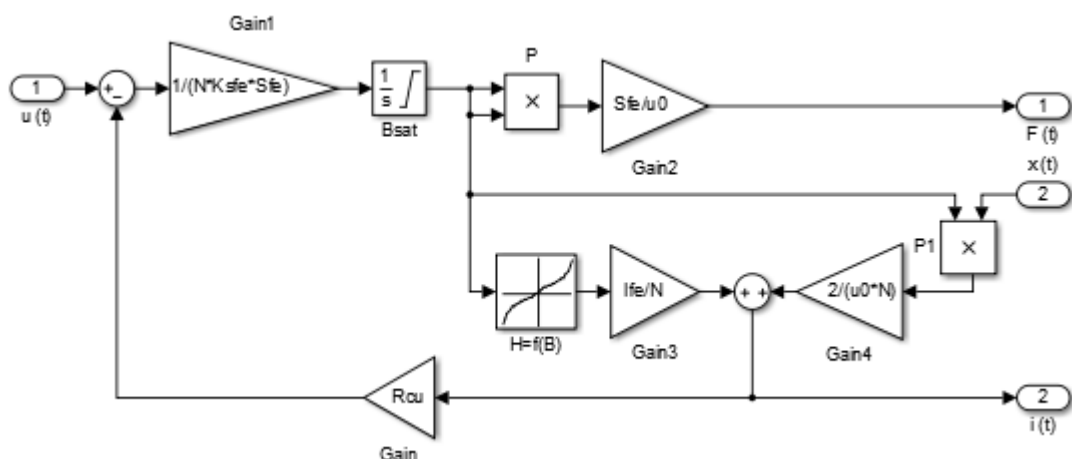 Gain1
1
u (t)
+
−
1/(N*Ksfe*Sfe)
1
s
Bsat
P
×
Sfe/u0
Gain2
1
F (t)
x(t)
2
P1
×
H=f(B)
lfe/N
Gain3
+ +
2/(u0*N)
Gain4
Rcu
Gain
2
i (t)